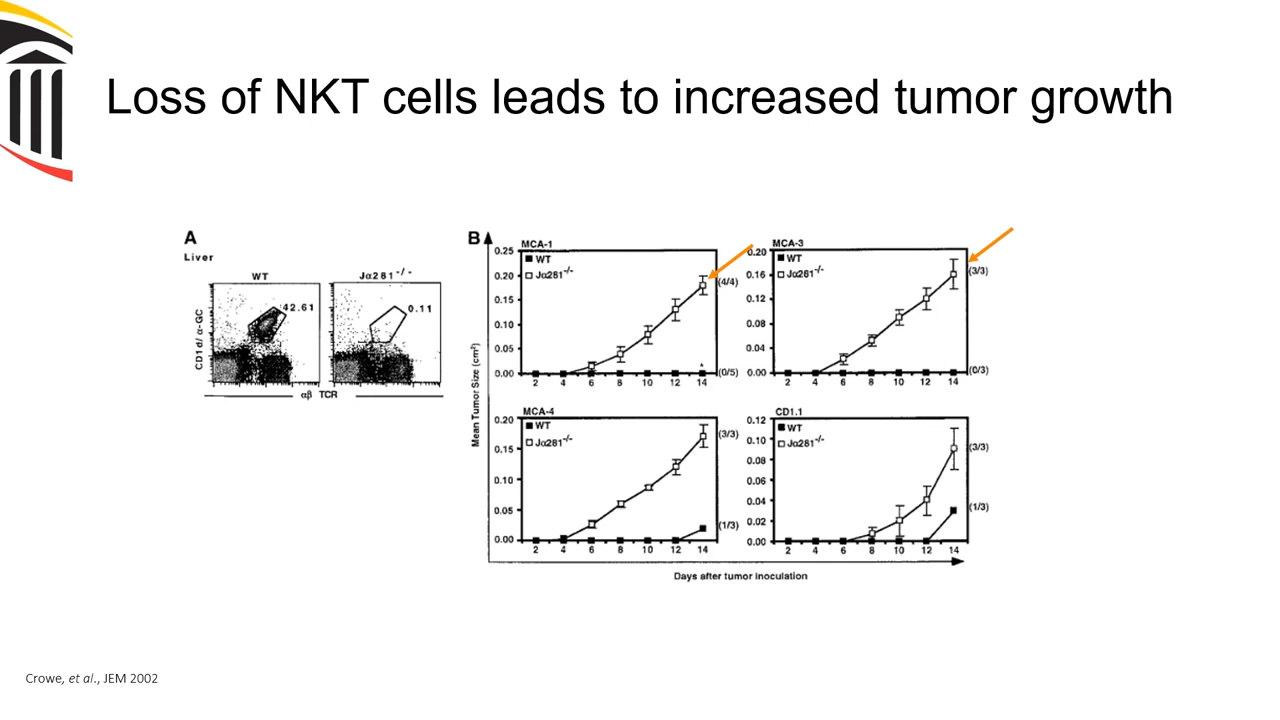 Loss of NKT cells leads to increased tumor growth
A
Liver
WT
Jα281-/-
42.61
0.11
CD1d/ α-GC
αβ TCR
B
Mean Tumor Size (cm²)
MCA-1
WT
Jα281-/-
0.25
0.20
0.15
0.10
0.05
0.00
2 4 6 8 10 12 14
(4/4)
*
(0/5)
MCA-3
WT
Jα281-/-
0.20
0.16
0.12
0.08
0.04
0.00
2 4 6 8 10 12 14
(3/3)
(0/3)
MCA-4
WT
Jα281-/-
0.20
0.15
0.10
0.05
0.00
2 4 6 8 10 12 14
(3/3)
(1/3)
CD1.1
WT
Jα281-/-
0.12
0.10
0.08
0.06
0.04
0.02
0.00
2 4 6 8 10 12 14
(3/3)
(1/3)
Days after tumor inoculation
Crowe, et al., JEM 2002